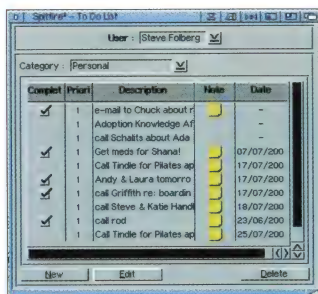 Spitfire² - To Do List
User : Steve Folberg
Category : Personal
Complet Priori Description Note Date
1 e-mail to Chuck about r -
1 Adoption Knowledge Af -
1 call Schalits about Ada -
1 Get meds for Shana! 07/07/200
1 Call Tindle for Pilates ap 17/07/200
1 Andy & Laura tomorro 17/07/200
1 call Griffith re: boardin 17/07/200
1 call Steve & Katie Handl 18/07/200
1 call rod 23/06/200
1 Call Tindle for Pilates ap 25/07/200
New Edit Delete